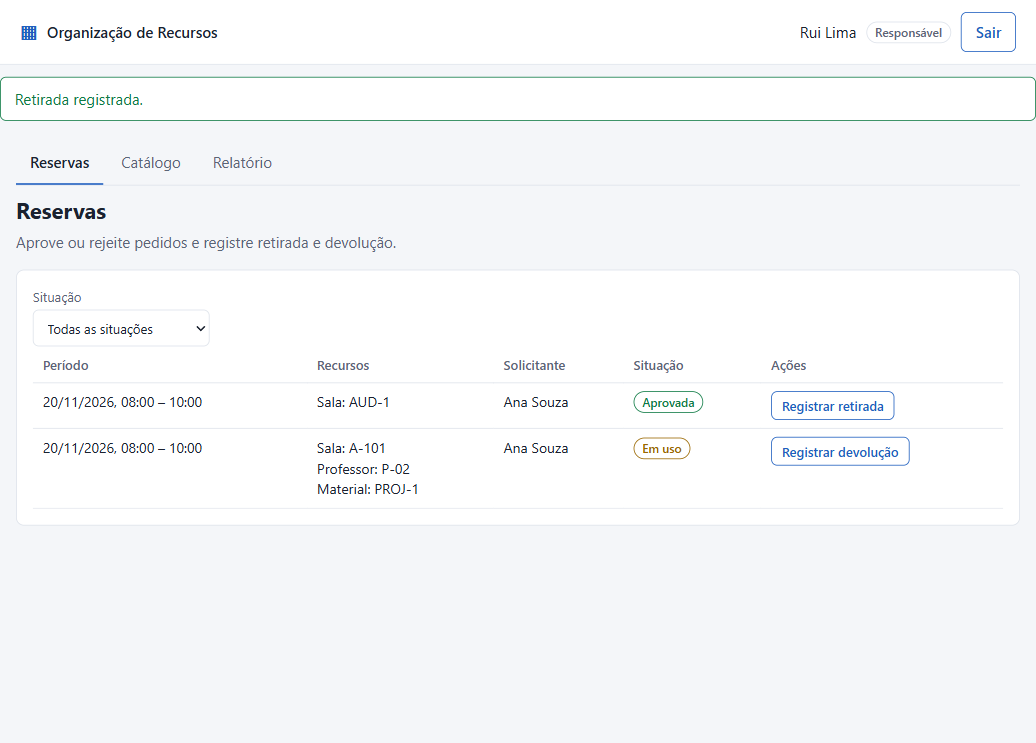 Organização de Recursos
Rui Lima Responsável Sair
Retirada registrada.
Reservas Catálogo Relatório
Reservas
Aprove ou rejeite pedidos e registre retirada e devolução.
Situação
Todas as situações
Período Recursos Solicitante Situação Ações
20/11/2026, 08:00 – 10:00 Sala: AUD-1 Ana Souza Aprovada Registrar retirada
20/11/2026, 08:00 – 10:00 Sala: A-101 Ana Souza Em uso Registrar devolução
Professor: P-02
Material: PROJ-1